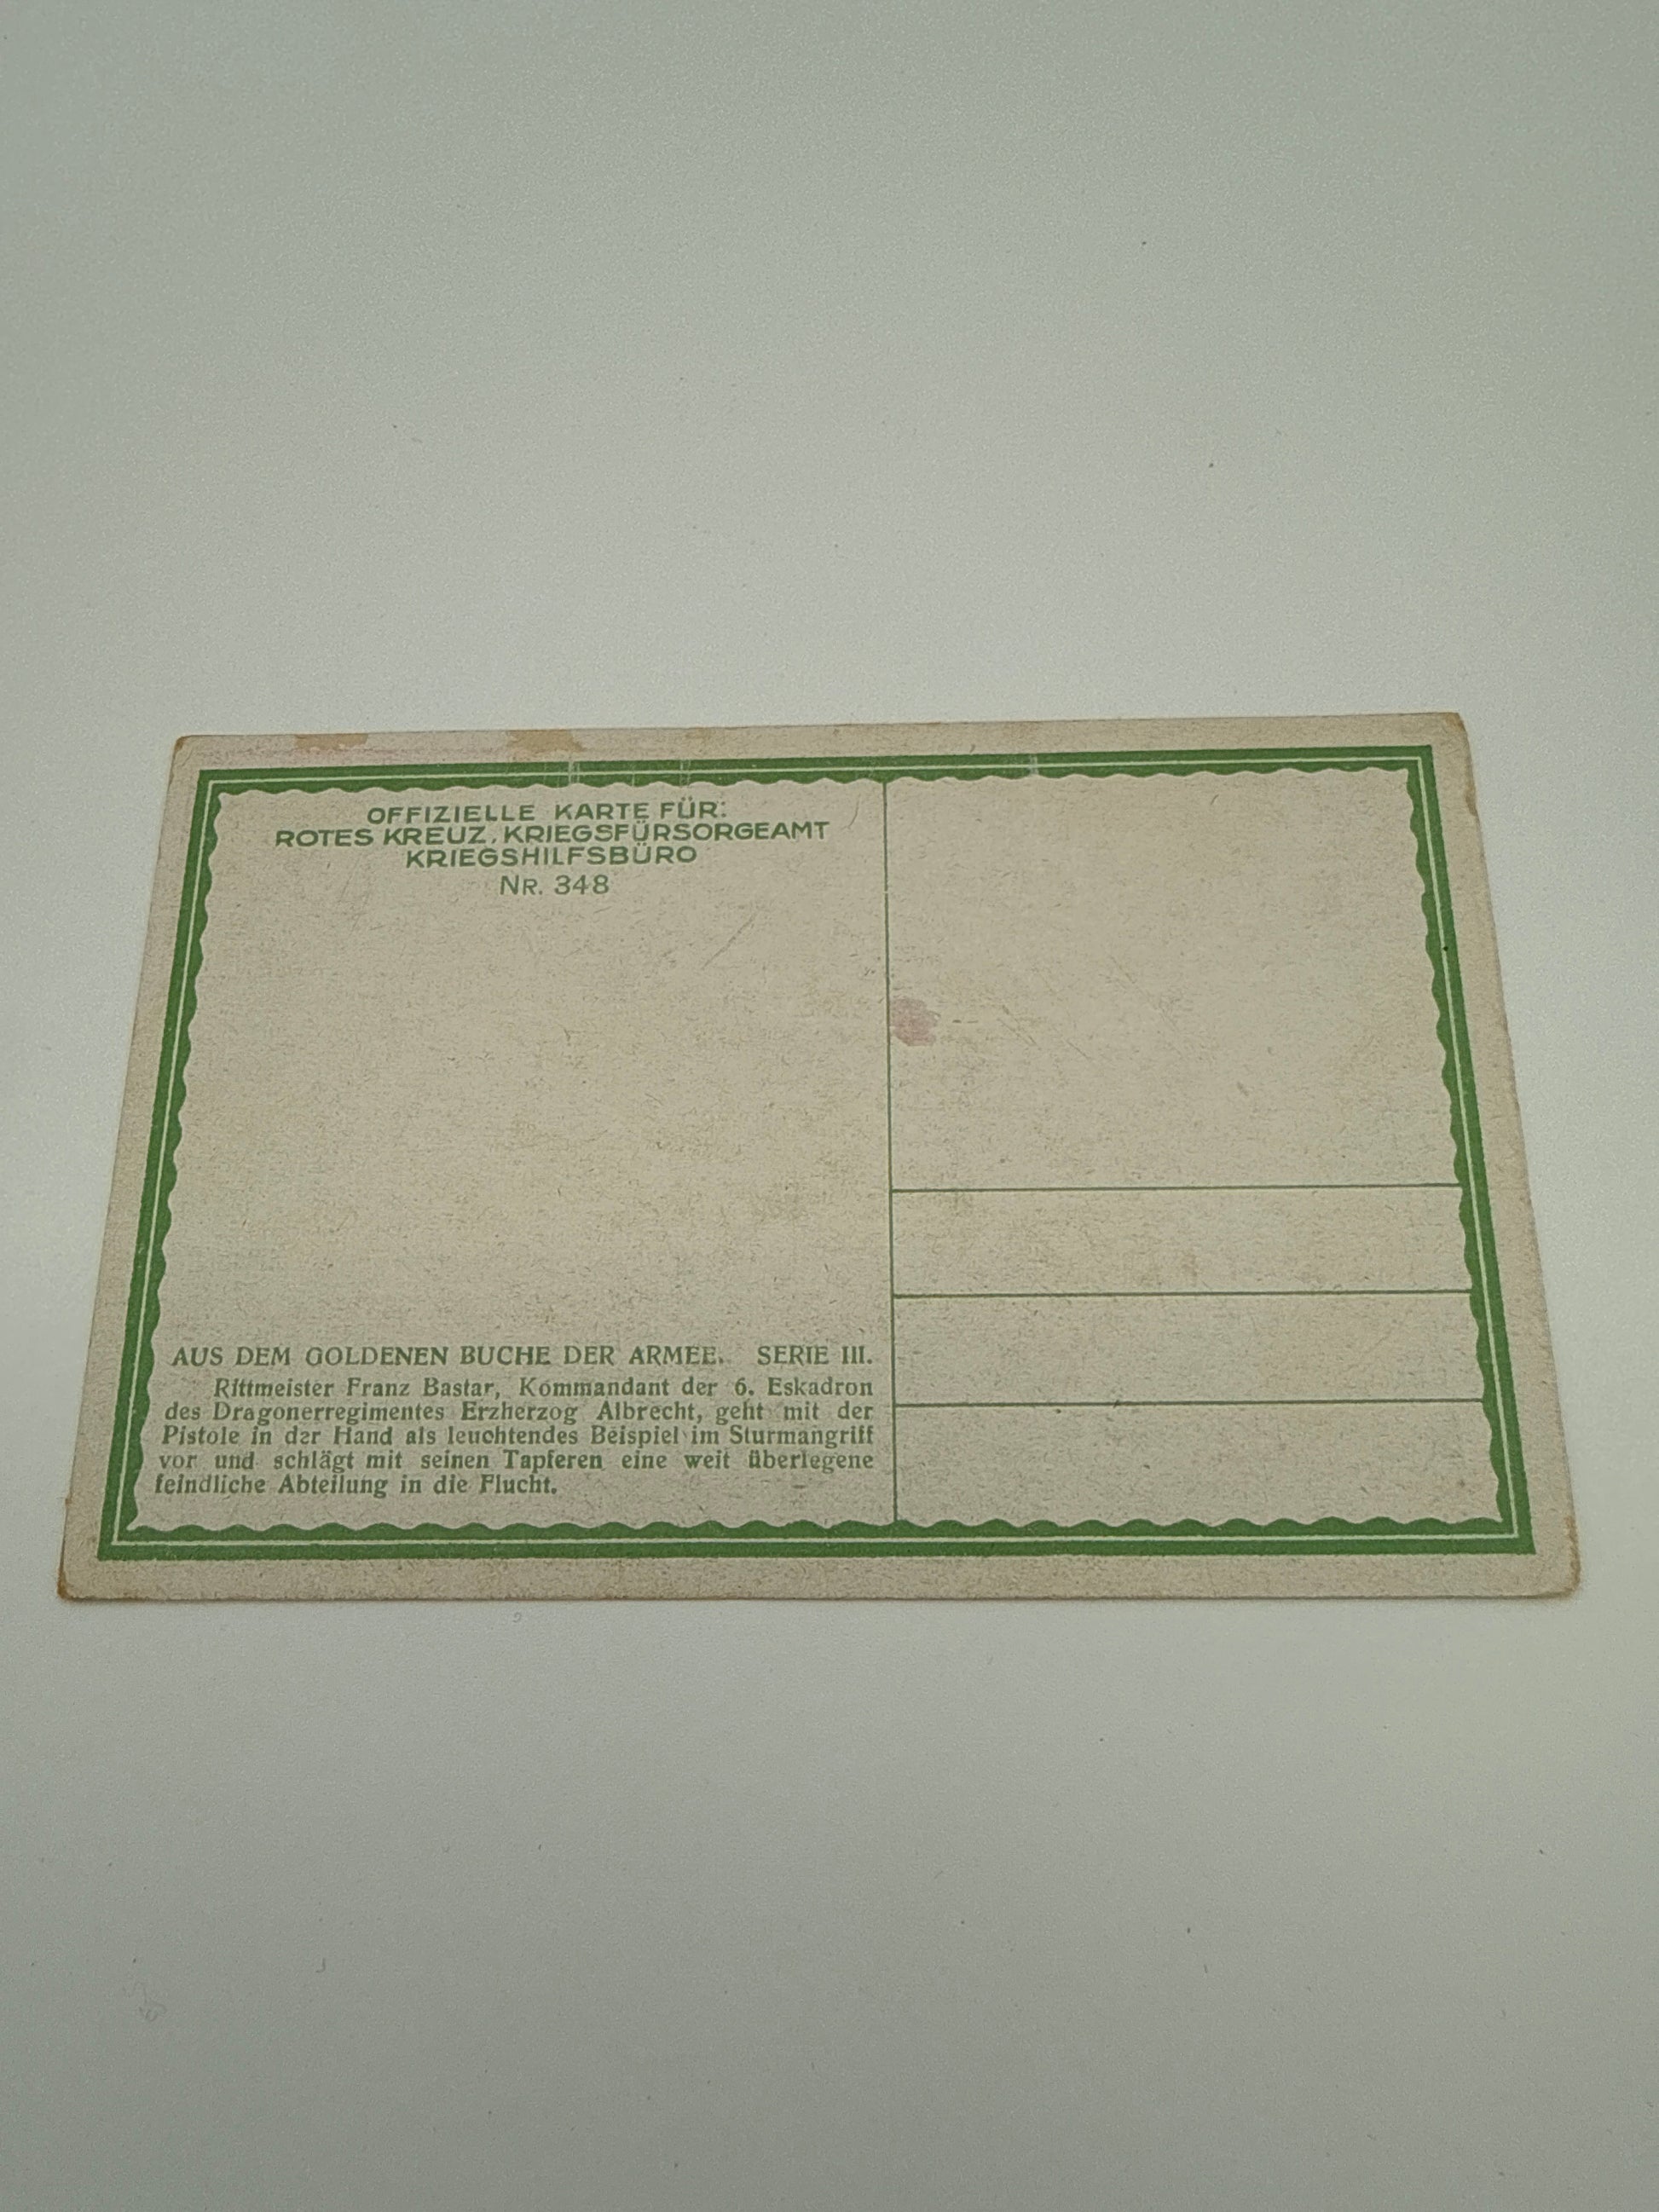 OFFIZIELLE KARTE FÜR:
ROTES KREUZ, KRIEGSFÜRSORGEAMT
KRIEGSHILFSBÜRO
NR. 348
AUS DEM GOLDENEN BUCHE DER ARMEE. SERIE III.
Rittmeister Franz Bastar, Kommandant der 6. Eskadron
des Dragonerregimentes Erzherzog Albrecht, geht mit der
Pistole in der Hand als leuchtendes Beispiel im Sturmangriff
vor und schlägt mit seinen Tapferen eine weit überlegene
feindliche Abteilung in die Flucht.